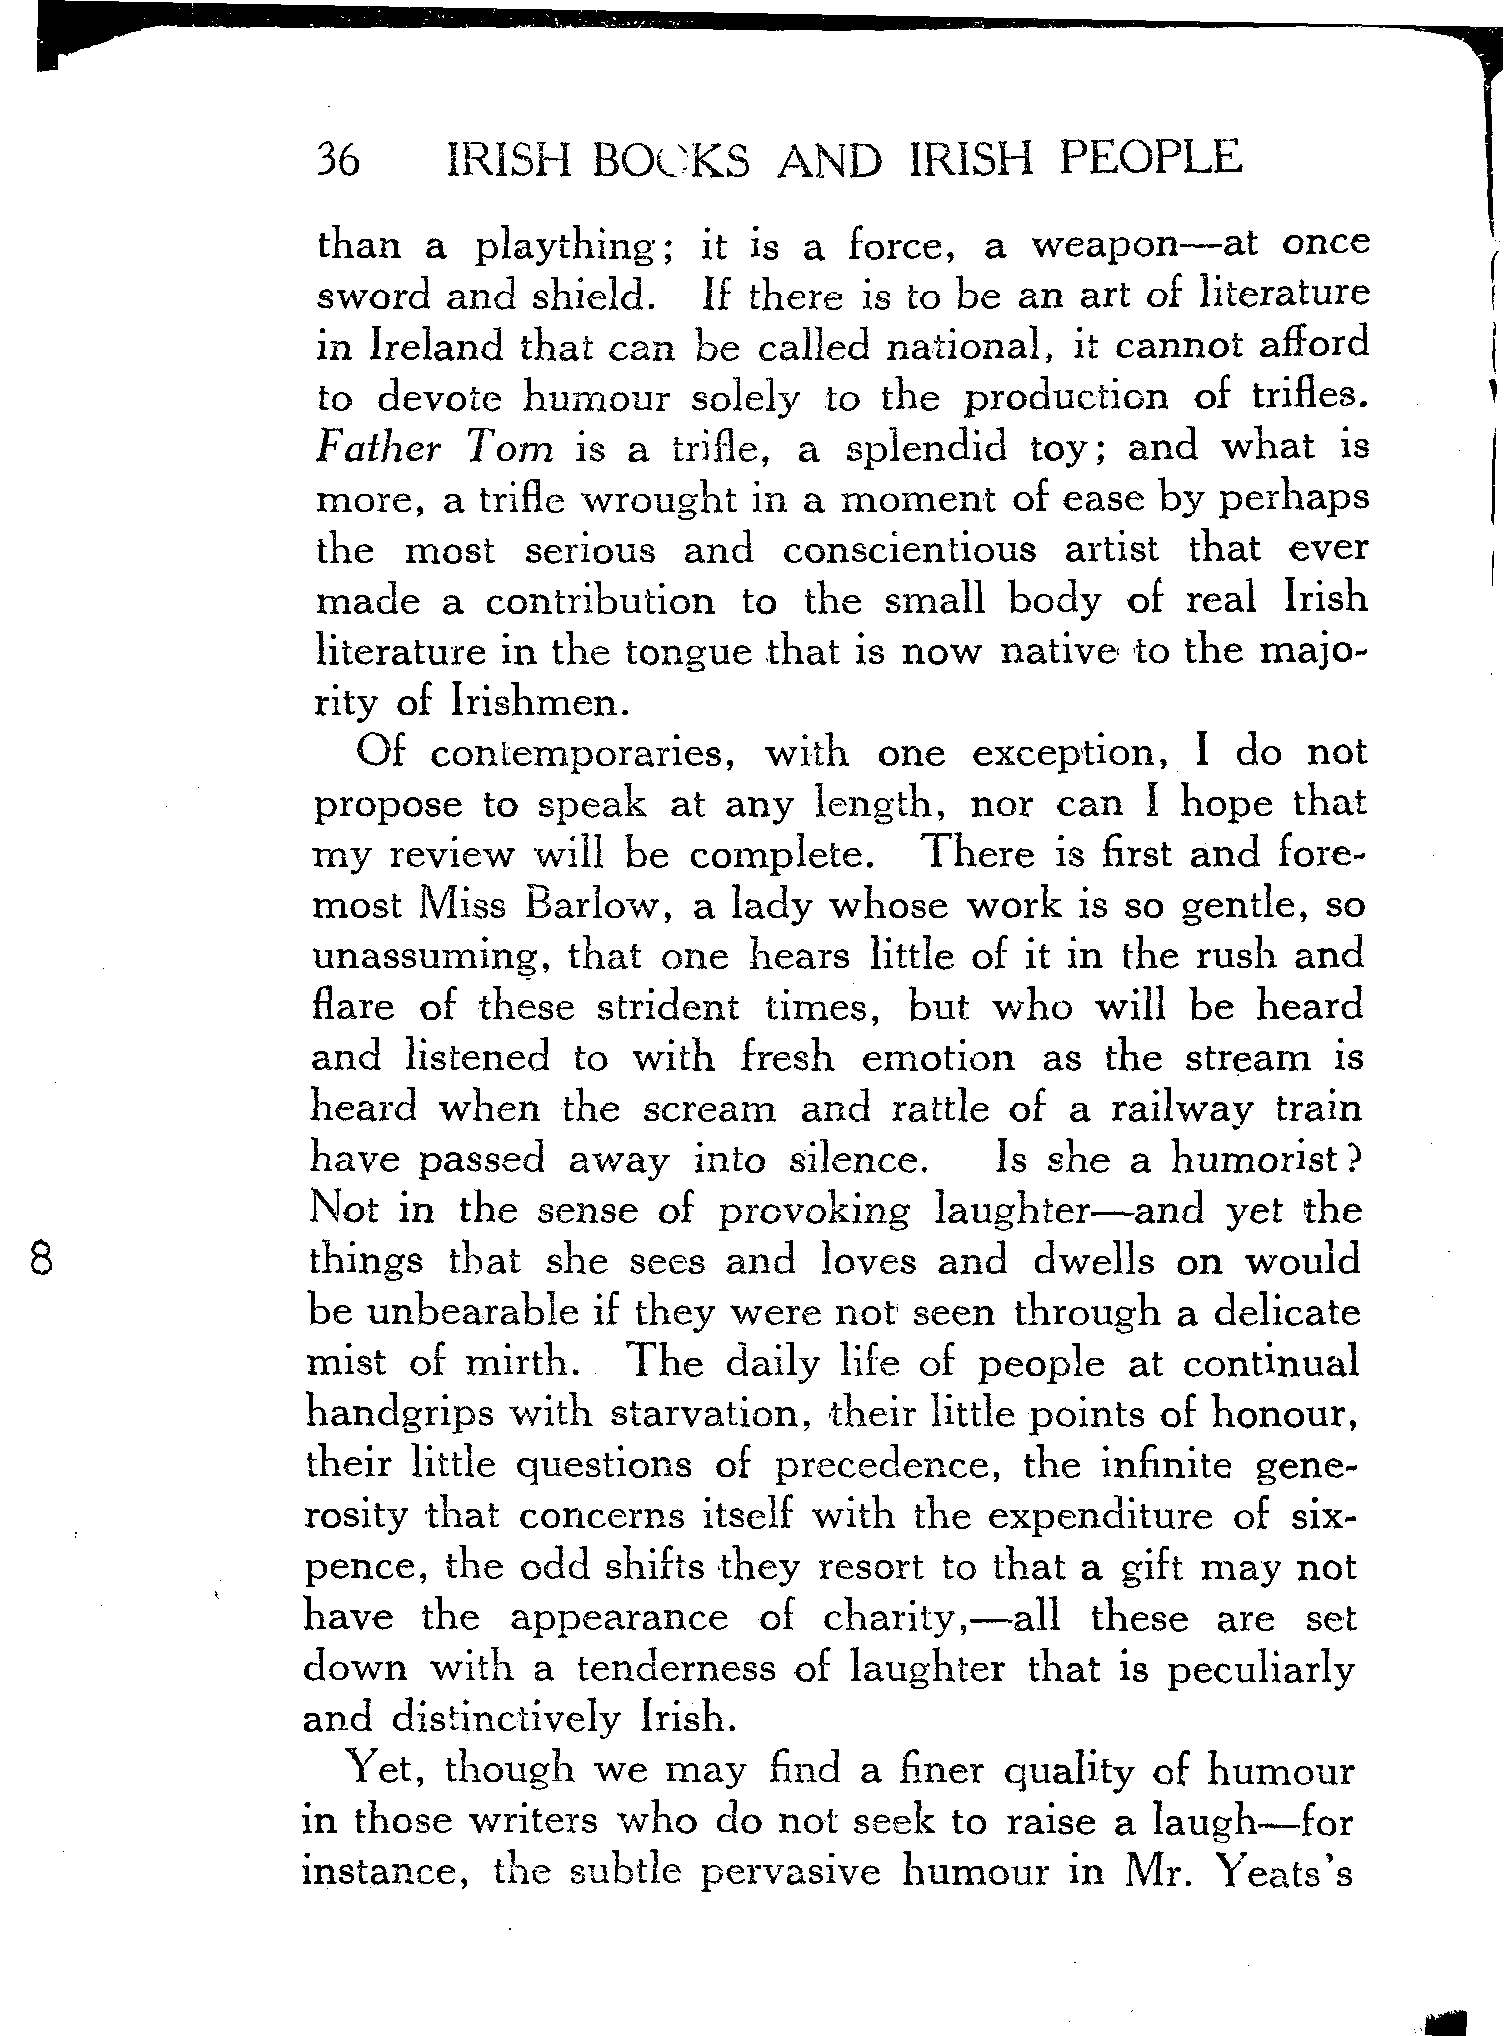 36 IRISH BOOKS AND IRISH PEOPLE
than a plaything; it is a force, a weapon—at once
sword and shield. If there is to be an art of literature
in Ireland that can be called national, it cannot afford
to devote humour solely to the production of trifles.
Father Tom is a trifle, a splendid toy; and what is
more, a trifle wrought in a moment of ease by perhaps
the most serious and conscientious artist that ever
made a contribution to the small body of real Irish
literature in the tongue that is now native to the majo-
rity of Irishmen.
Of contemporaries, with one exception, I do not
propose to speak at any length, nor can I hope that
my review will be complete. There is first and fore-
most Miss Barlow, a lady whose work is so gentle, so
unassuming, that one hears little of it in the rush and
flare of these strident times, but who will be heard
and listened to with fresh emotion as the stream is
heard when the scream and rattle of a railway train
have passed away into silence. Is she a humorist?
Not in the sense of provoking laughter—and yet the
things that she sees and loves and dwells on would
be unbearable if they were not seen through a delicate
mist of mirth. The daily life of people at continual
handgrips with starvation, their little points of honour,
their little questions of precedence, the infinite gene-
rosity that concerns itself with the expenditure of six-
pence, the odd shifts they resort to that a gift may not
have the appearance of charity,—all these are set
down with a tenderness of laughter that is peculiarly
and distinctively Irish.
Yet, though we may find a finer quality of humour
in those writers who do not seek to raise a laugh—for
instance, the subtle pervasive humour in Mr. Yeats's
8